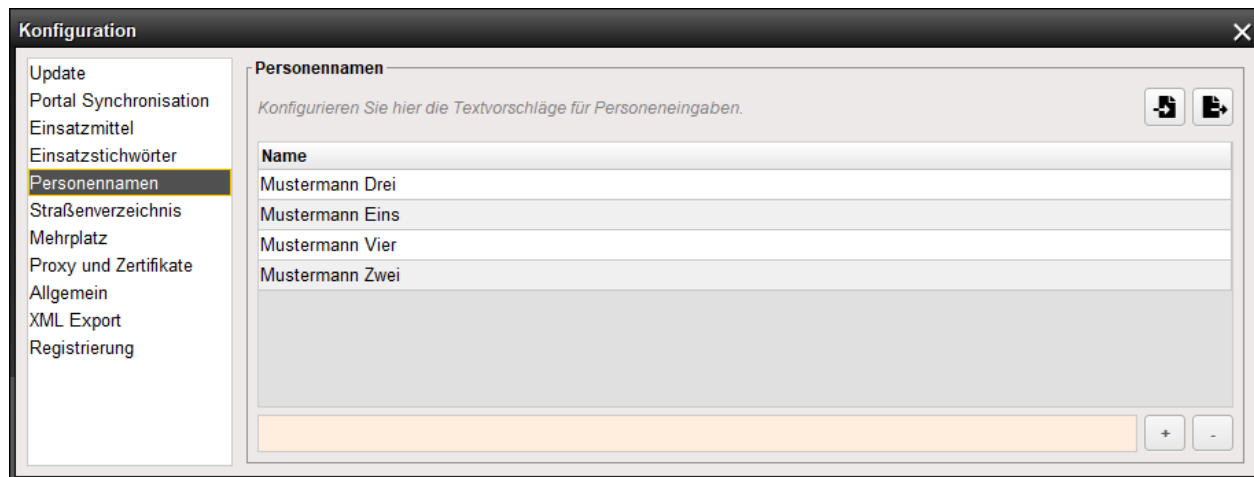 Konfiguration
Update
Portal Synchronisation
Einsatzmittel
Einsatzstichwörter
Personennamen
Straßenverzeichnis
Mehrplatz
Proxy und Zertifikate
Allgemein
XML Export
Registrierung
Personennamen
Konfigurieren Sie hier die Textvorschläge für Personeneingaben.
Name
Mustermann Drei
Mustermann Eins
Mustermann Vier
Mustermann Zwei
+ -